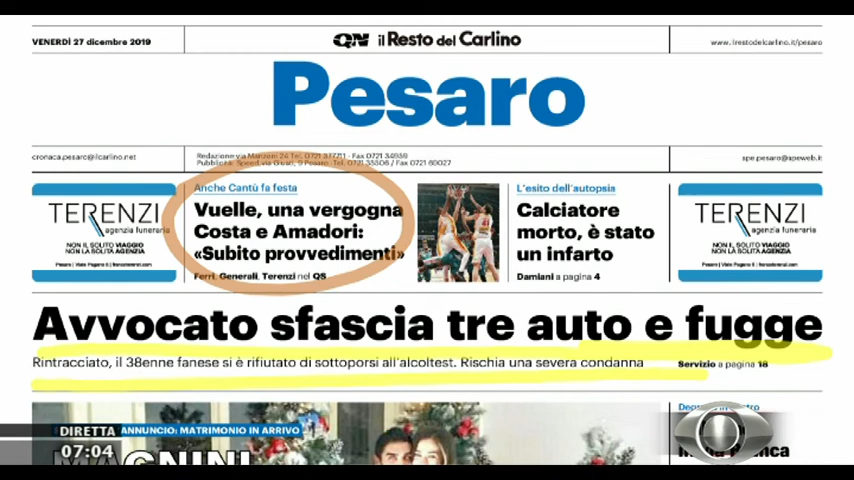 VENERDÌ 27 dicembre 2019
QN il Resto del Carlino
www.ilrestodelcarlino.it/pesaro
Pesaro
cronaca.pesaro@ilcarlino.net
Redazione: via Manzoni 24 Tel. 0721 377711 - Fax 0721
Pubblicità: Speed via Giusti, 9 Pesaro - Tel. 0721 / Fax 0721 69027
spe.pesaro@speweb.it
TERENZI
agenzia funeraria
NON IL SOLITO VIAGGIO
NON LA SOLITA AGENZIA
Anche Cantù fa festa
Vuelle, una vergogna
Costa e Amadori:
«Subito provvedimenti»
Ferri, Generali, Terenzi nel QS
L'esito dell'autopsia
Calciatore
morto, è stato
un infarto
Damiani a pagina 4
TERENZI
agenzia funeraria
NON IL SOLITO VIAGGIO
NON LA SOLITA AGENZIA
Avvocato sfascia tre auto e fugge
Rintracciato, il 38enne fanese si è rifiutato di sottoporsi all'alcoltest. Rischia una severa condanna
Servizio a pagina 18
DIRETTA
07:04
ANNUNCIO: MATRIMONIO IN ARRIVO
MAGNINI